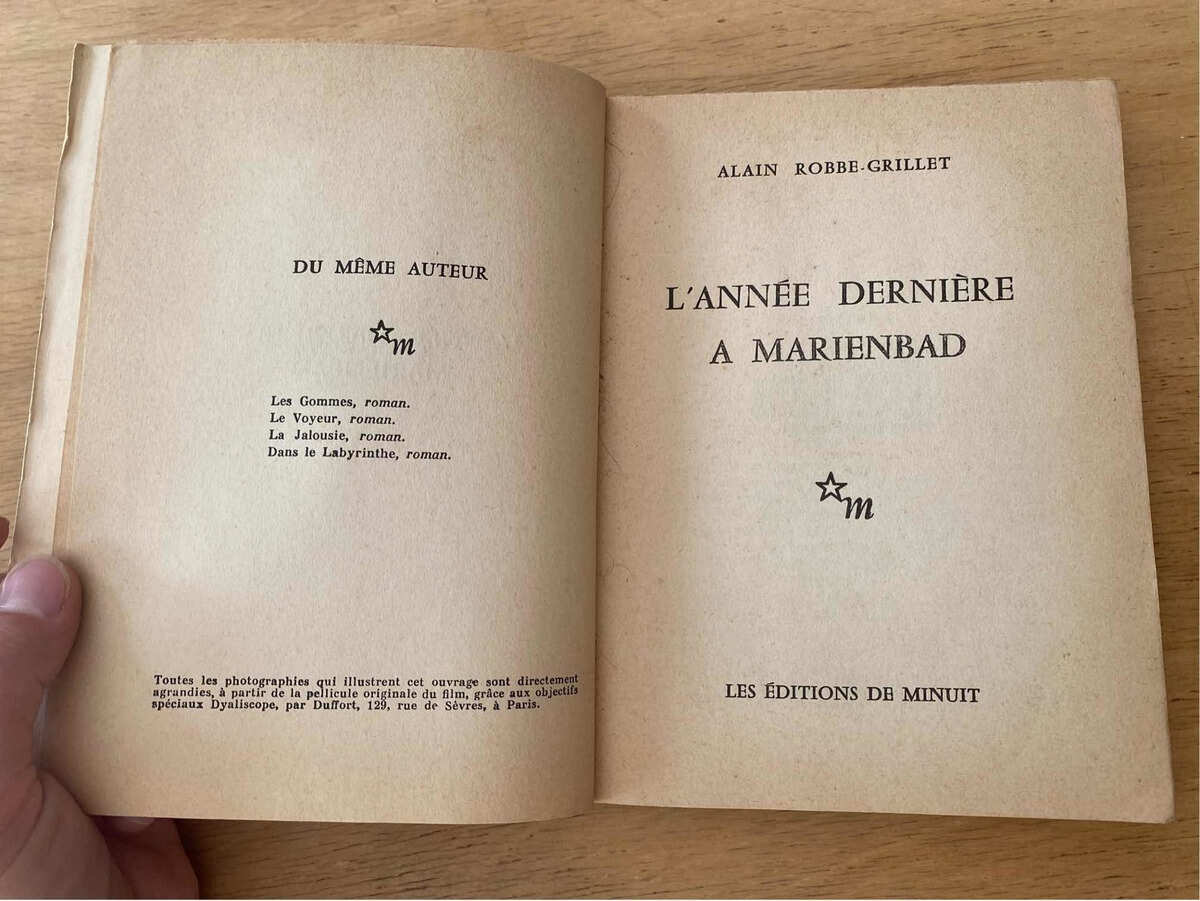 DU MÊME AUTEUR
m
Les Gommes, roman.
Le Voyeur, roman.
La Jalousie, roman.
Dans le Labyrinthe, roman.
Toutes les photographies qui illustrent cet ouvrage sont directement
agrandies, à partir de la pellicule originale du film, grâce aux objectifs
spéciaux Dyaliscope, par Duffort, 129, rue de Sèvres, à Paris.
ALAIN ROBBE-GRILLET
L'ANNÉE DERNIÈRE
A MARIENBAD
m
LES ÉDITIONS DE MINUIT